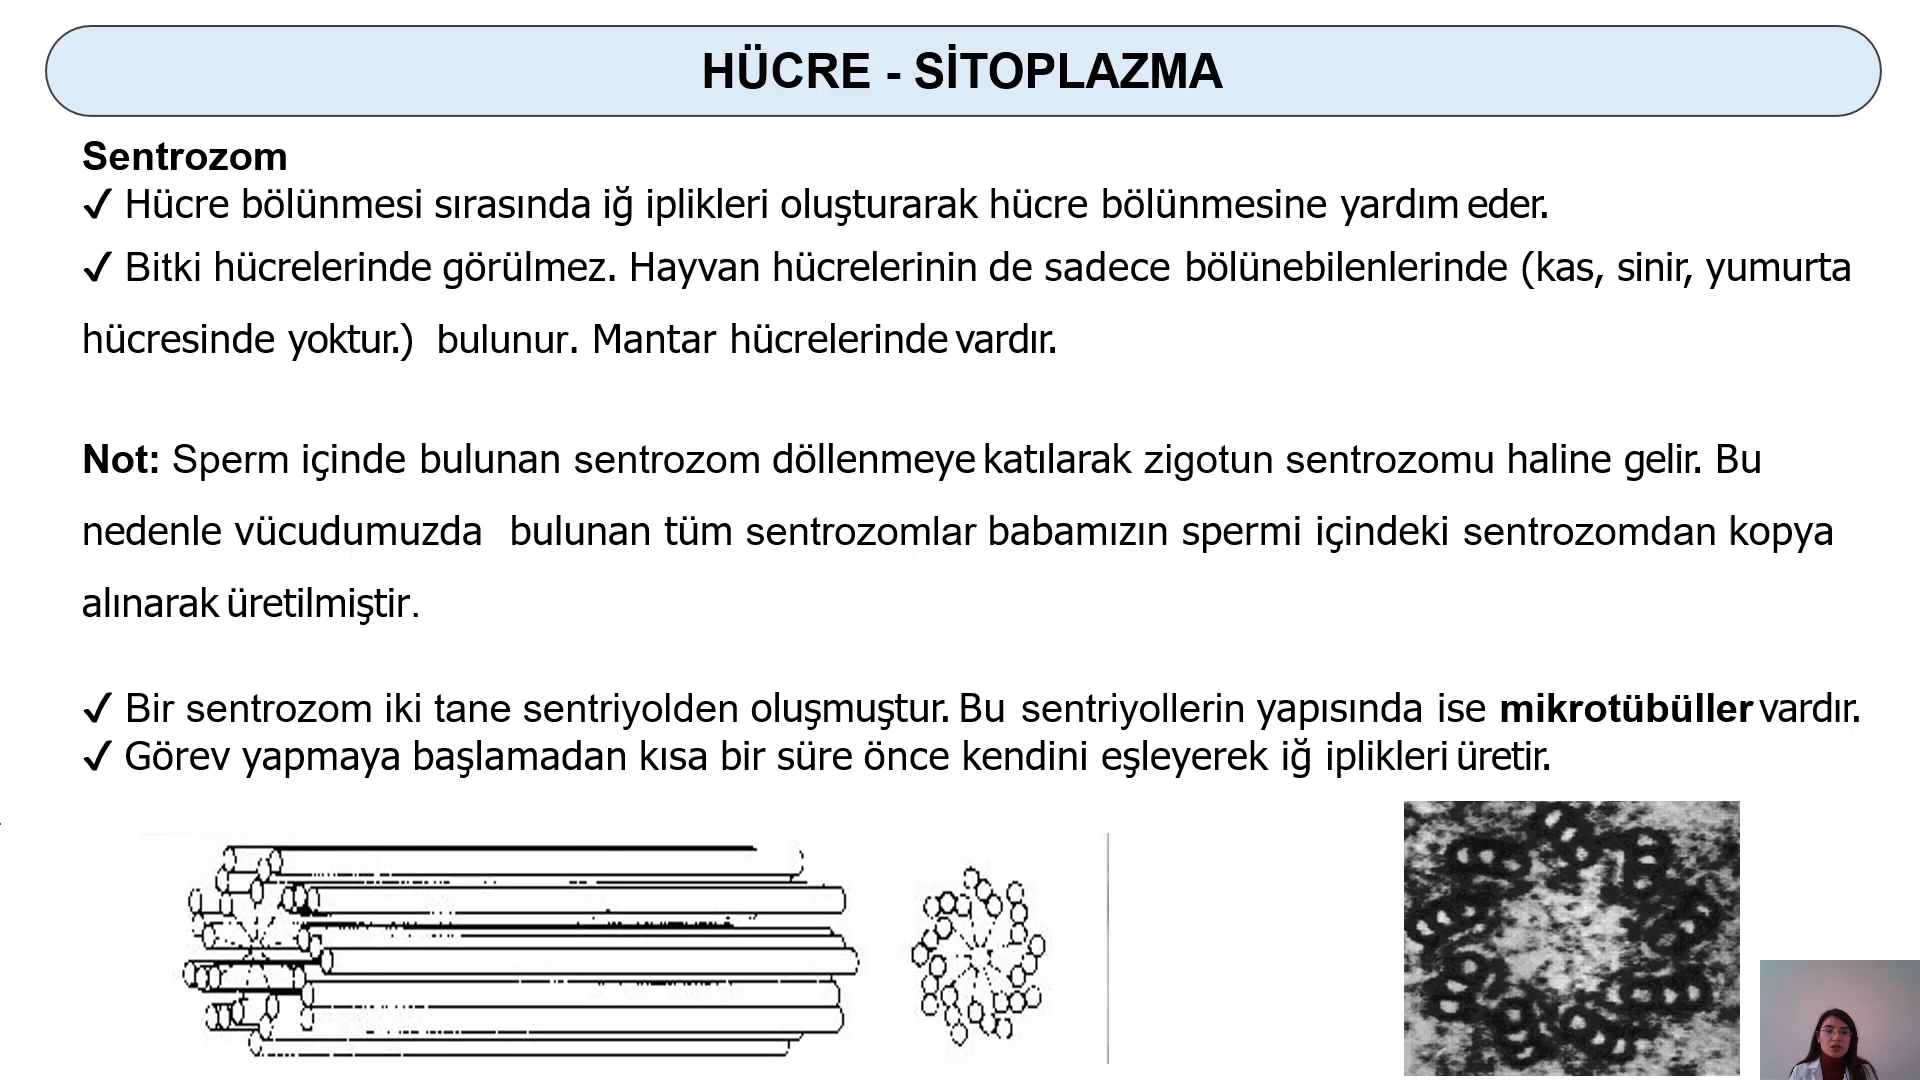 HÜCRE - SİTOPLAZMA
Sentrozom
✓ Hücre bölünmesi sırasında iğ iplikleri oluşturarak hücre bölünmesine yardım eder.
✓ Bitki hücrelerinde görülmez. Hayvan hücrelerinin de sadece bölünebilenlerinde (kas, sinir, yumurta
hücresinde yoktur.) bulunur. Mantar hücrelerinde vardır.
Not: Sperm içinde bulunan sentrozom döllenmeye katılarak zigotun sentrozomu haline gelir. Bu
nedenle vücudumuzda bulunan tüm sentrozomlar babamızın spermi içindeki sentrozomdan kopya
alınarak üretilmiştir.
✓ Bir sentrozom iki tane sentriyolden oluşmuştur. Bu sentriyollerin yapısında ise mikrotübüller vardır.
✓ Görev yapmaya başlamadan kısa bir süre önce kendini eşleyerek iğ iplikleri üretir.